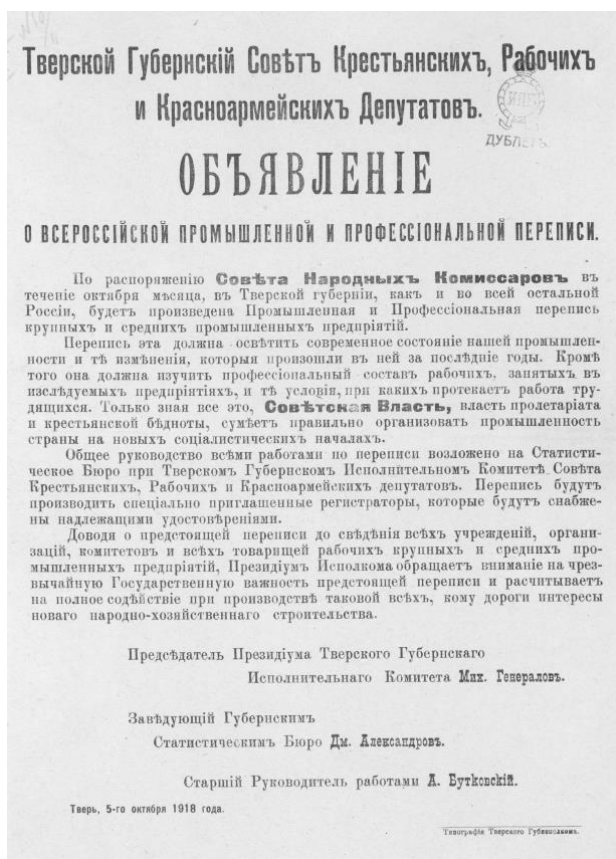 Тверской Губернскій Совѣтъ Крестьянскихъ, Рабочихъ
и Красноармейскихъ Депутатовъ.
ДУБЛЕТЪ
ОБЪЯВЛЕНІЕ
О ВСЕРОССІЙСКОЙ ПРОМЫШЛЕННОЙ И ПРОФЕССІОНАЛЬНОЙ ПЕРЕПИСИ.
По распоряженію Совѣта Народныхъ Комиссаровъ въ
теченіе октября мѣсяца, въ Тверской губерніи, какъ и во всей остальной
Россіи, будетъ произведена Промышленная и Профессіональная перепись
крупныхъ и среднихъ промышленныхъ предпріятій.
Перепись эта должна освѣтить современное состояніе нашей промышлен-
ности и тѣ измѣненія, которыя произошли въ ней за послѣдніе годы. Кромѣ
того она должна изучить профессіональный составъ рабочихъ, занятыхъ въ
изслѣдуемыхъ предпріятіяхъ, и тѣ условія, при какихъ протекаетъ работа тру-
дящихся. Только зная все это, Совѣтская Власть, власть пролетаріата
и крестьянской бѣдноты, сумѣетъ правильно организовать промышленность
страны на новыхъ соціалистическихъ началахъ.
Общее руководство всѣми работами по переписи возложено на Статисти-
ческое Бюро при Тверскомъ Губернскомъ Исполнительномъ Комитетѣ Совѣта
Крестьянскихъ, Рабочихъ и Красноармейскихъ депутатовъ. Перепись будутъ
производить спеціально приглашенные регистраторы, которые будутъ снабже-
ны надлежащими удостовѣреніями.
Доводя о предстоящей переписи до свѣдѣнія всѣхъ учрежденій, органи-
зацій, комитетовъ и всѣхъ товарищей рабочихъ крупныхъ и среднихъ про-
мышленныхъ предпріятій, Президіумъ Исполкома обращаетъ вниманіе на чрез-
вычайную Государственную важность предстоящей переписи и расчитываетъ
на полное содѣйствіе при производствѣ таковой всѣхъ, кому дороги интересы
новаго народно-хозяйственнаго строительства.
Предсѣдатель Президіума Тверского Губернскаго
Исполнительнаго Комитета Мих. Генераловъ.
Завѣдующій Губернскимъ
Статистическимъ Бюро Дм. Александровъ.
Старшій Руководитель работами А. Бутковскій.
Тверь, 5-го октября 1918 года.
Типографія Тверского Губисполкома.